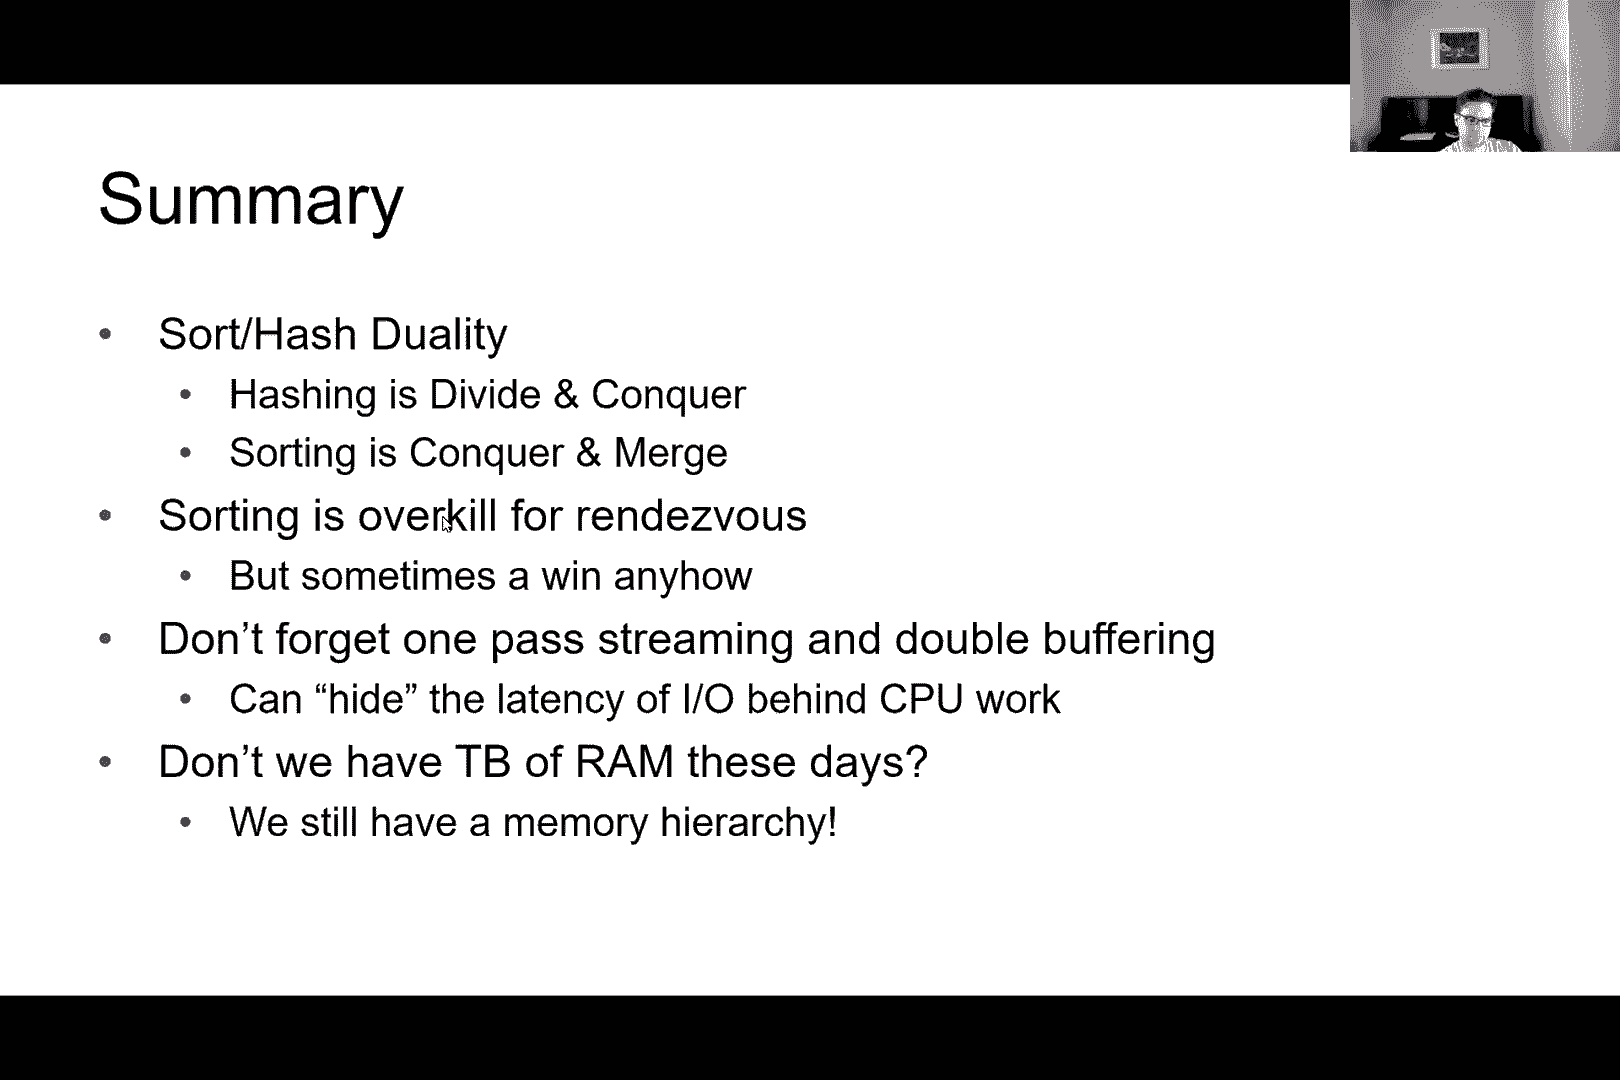 Summary
• Sort/Hash Duality
• Hashing is Divide & Conquer
• Sorting is Conquer & Merge
• Sorting is overkill for rendezvous
• But sometimes a win anyhow
• Don’t forget one pass streaming and double buffering
• Can “hide” the latency of I/O behind CPU work
• Don’t we have TB of RAM these days?
• We still have a memory hierarchy!